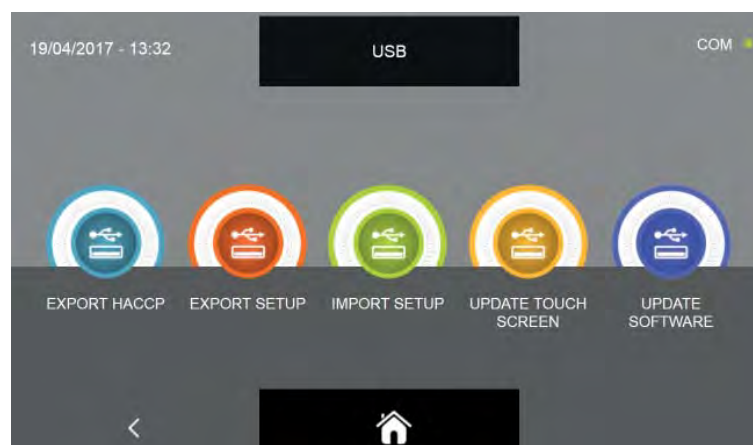 19/04/2017 - 13:32
USB
COM
EXPORT HACCP
EXPORT SETUP
IMPORT SETUP
UPDATE TOUCH
SCREEN
UPDATE
SOFTWARE